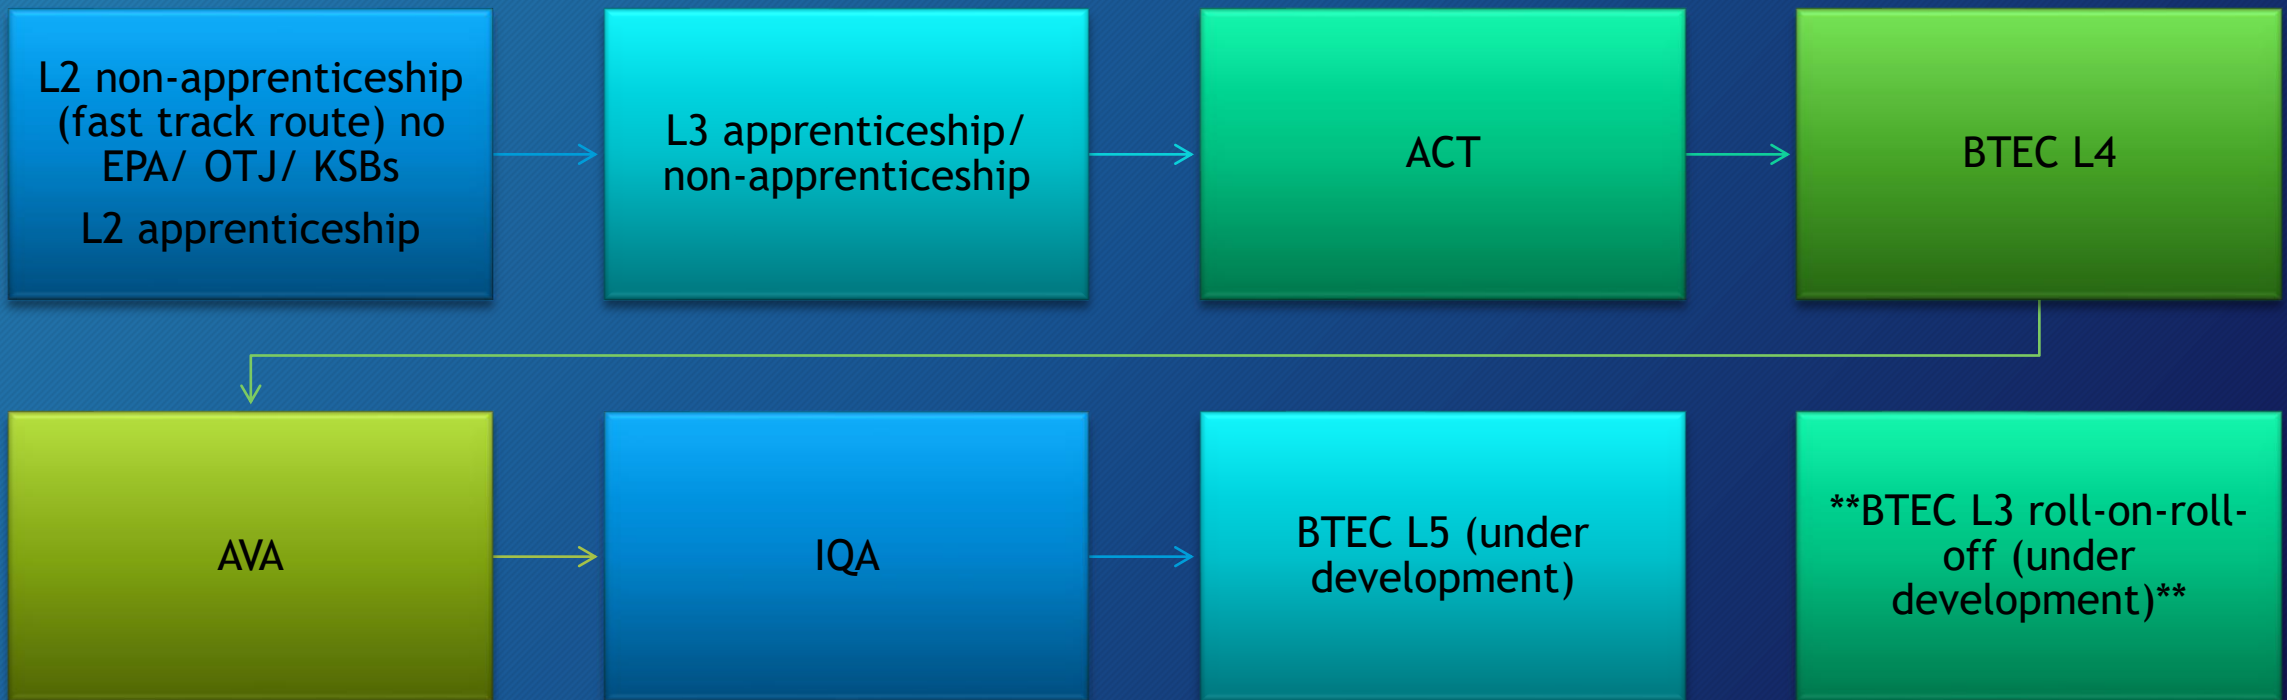 L2 non-apprenticeship
(fast track route) no
EPA/ OTJ/ KSBs
L2 apprenticeship
L3 apprenticeship/
non-apprenticeship
ACT
BTEC L4
AVA
IQA
BTEC L5 (under
development)
**BTEC L3 roll-on-roll-
off (under
development)**